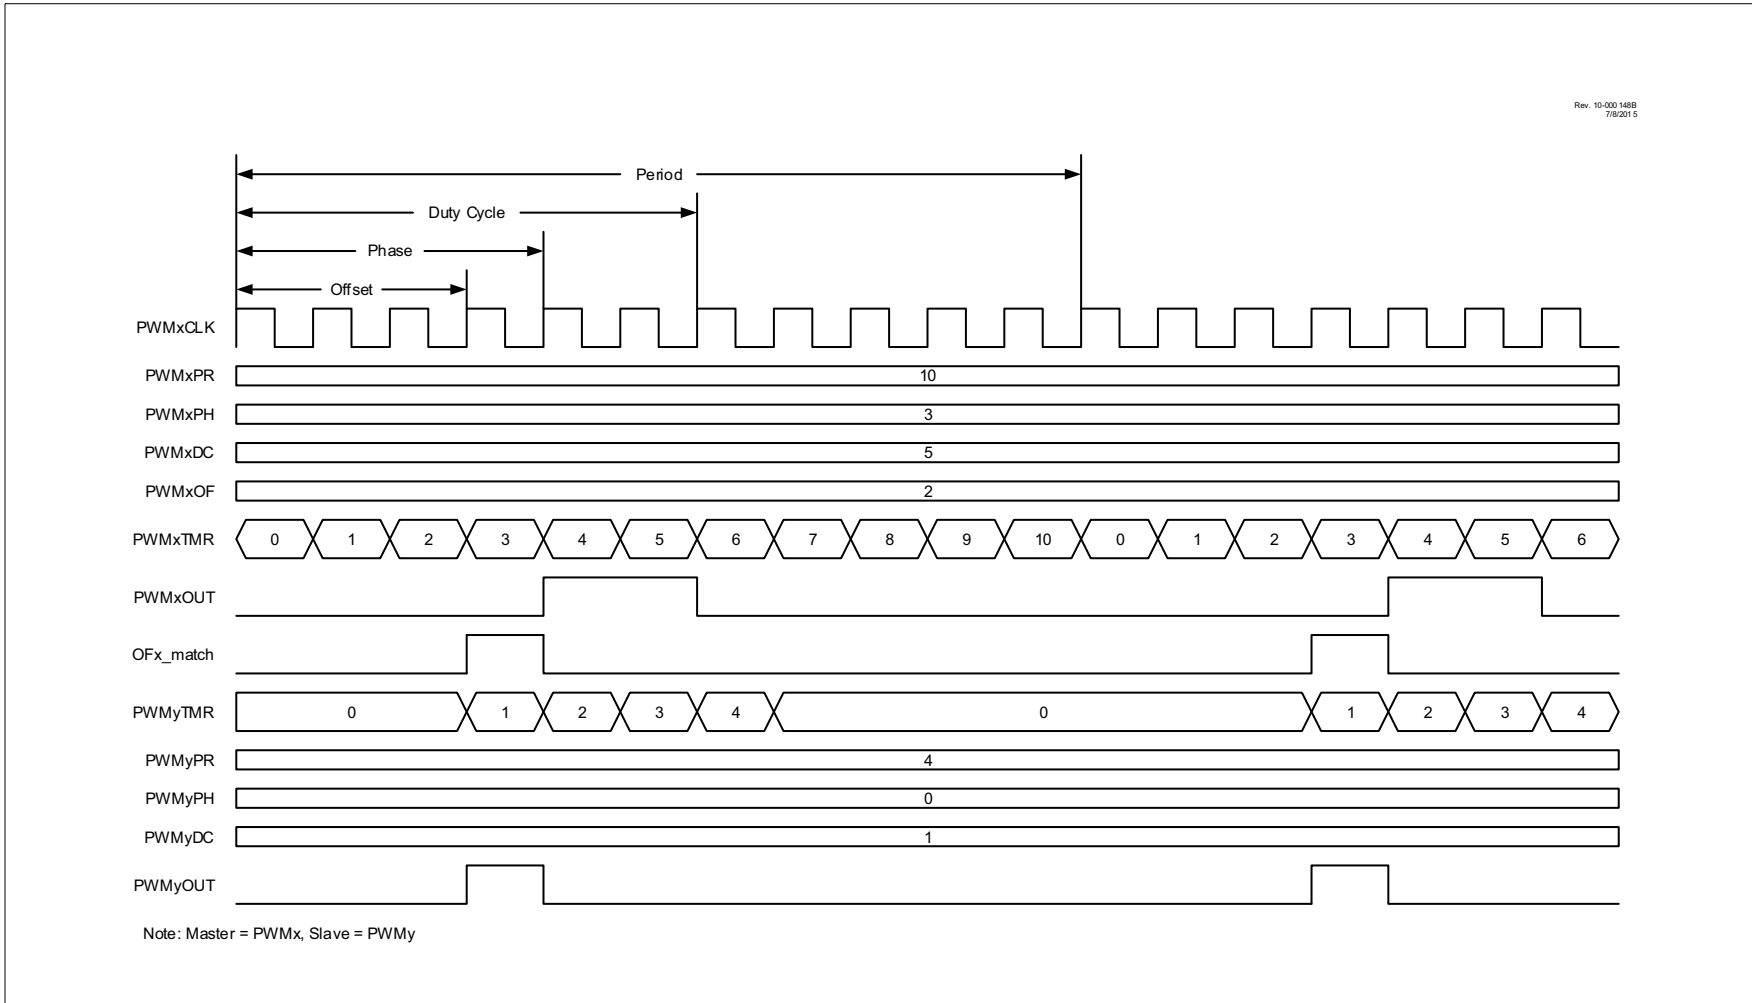 Rev. 10-000 148B
7/8/201 5
Period
Duty Cycle
Phase
Offset
PWMxCLK
PWMxPR 10
PWMxPH 3
PWMxDC 5
PWMxOF 2
PWMxTMR 0 1 2 3 4 5 6 7 8 9 10 0 1 2 3 4 5 6
PWMxOUT
OFx_match
PWMyTMR 0 1 2 3 4 0 1 2 3 4
PWMyPR 4
PWMyPH 0
PWMyDC 1
PWMyOUT
Note: Master = PWMx, Slave = PWMy